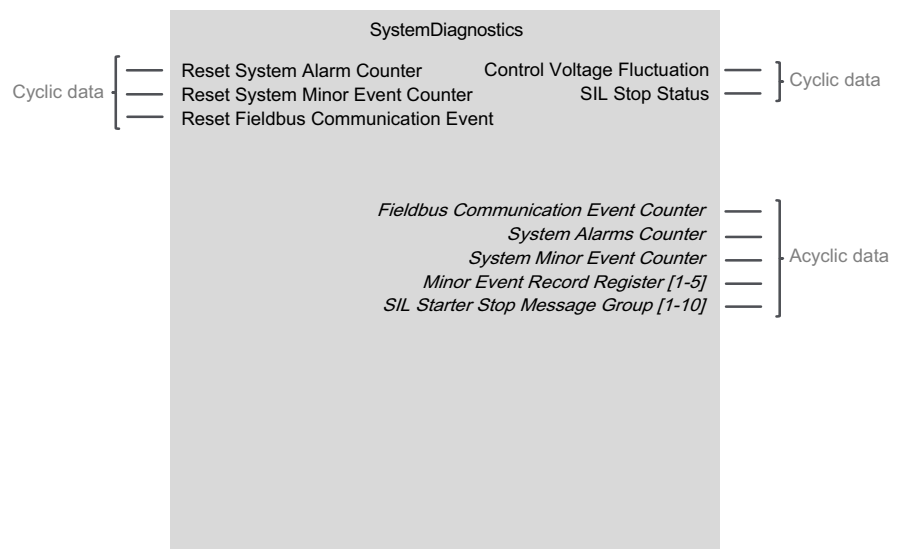 SystemDiagnostics
Cyclic data
Reset System Alarm Counter
Reset System Minor Event Counter
Reset Fieldbus Communication Event
Control Voltage Fluctuation
SIL Stop Status
Cyclic data
Fieldbus Communication Event Counter
System Alarms Counter
System Minor Event Counter
Minor Event Record Register [1-5]
SIL Starter Stop Message Group [1-10]
Acyclic data